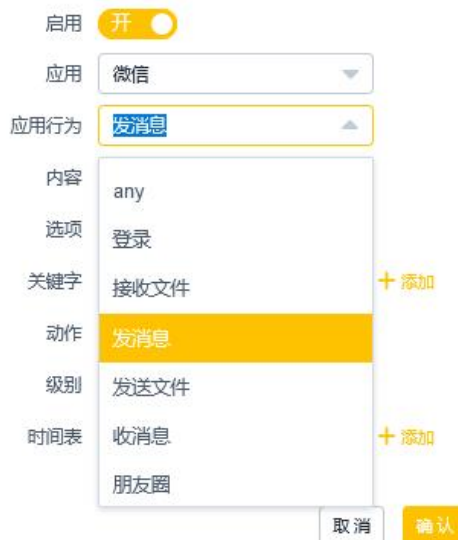 启用 开
应用 微信
应用行为 发消息
内容
any
选项
登录
关键字
接收文件
+ 添加
动作
发消息
级别
发送文件
时间表
收消息
+ 添加
朋友圈
取消 确认